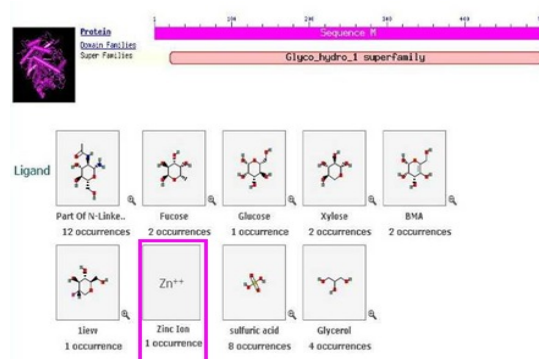 1 100 200 300 400
Protein
Sequence M
Domain Families
Super Families
Glyco_hydro_1 superfamily
Ligand
Part Of N-Linke.. Fucose Glucose Xylose BMA
12 occurrences 2 occurrences 1 occurrence 2 occurrences 2 occurrences
Zn⁺⁺
1ieyv Zinc Ion sulfuric acid Glycerol
1 occurrence 1 occurrence 8 occurrences 4 occurrences